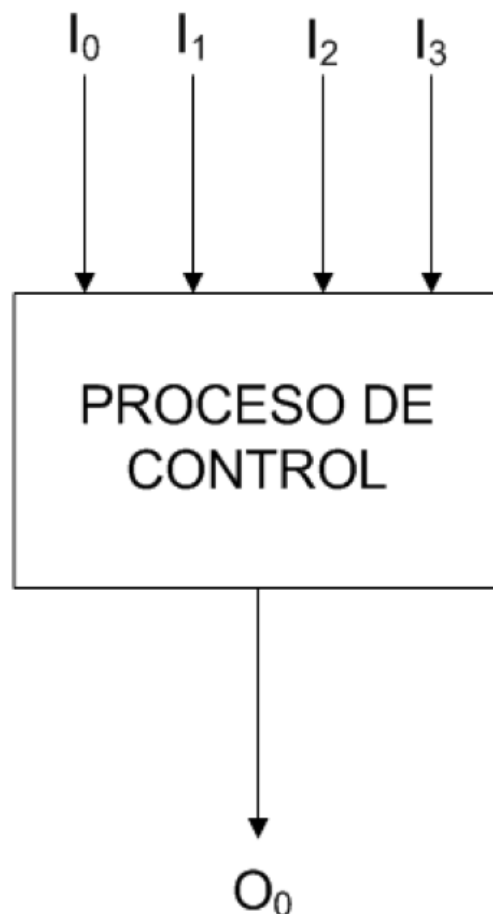 I₀ I₁ I₂ I₃
PROCESO DE
CONTROL
O₀